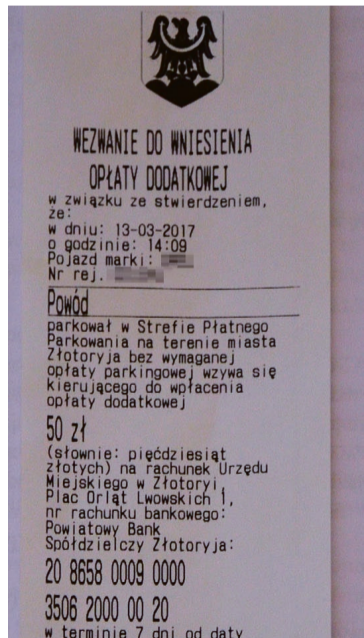 WEZWANIE DO WNIESIENIA
OPŁATY DODATKOWEJ
w związku ze stwierdzeniem,
że:
w dniu: 13-03-2017
o godzinie: 14:09
Pojazd marki:
Nr rej.
Powód
parkował w Strefie Płatnego
Parkowania na terenie miasta
Złotoryja bez wymaganej
opłaty parkingowej wzywa się
kierującego do wpłacenia
opłaty dodatkowej
50 zł
(słownie: pięćdziesiąt
złotych) na rachunek Urzędu
Miejskiego w Złotoryi,
Plac Orląt Lwowskich 1,
nr rachunku bankowego:
Powiatowy Bank
Spółdzielczy Złotoryja:
20 8658 0009 0000
3506 2000 00 20
w terminie 7 dni od daty